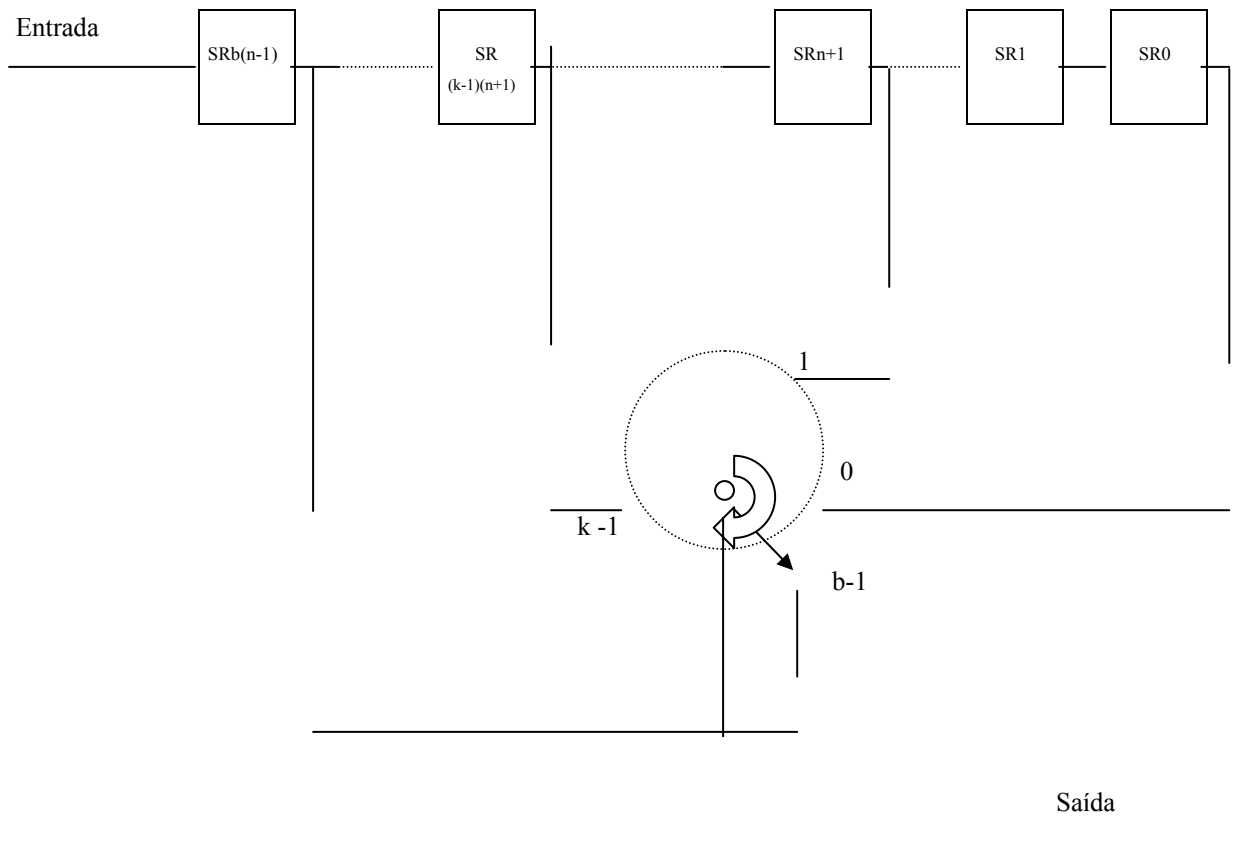 Entrada
SRb(n-1)
SR
(k-1)(n+1)
SRn+1
SR1
SR0
1
0
k -1
b-1
Saída